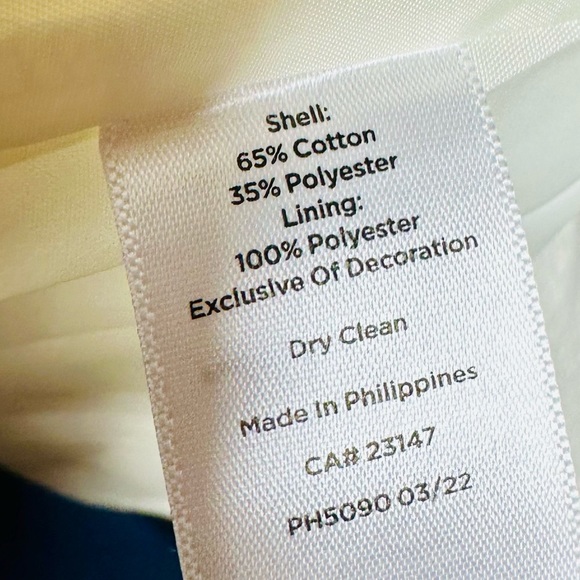 Shell:
65% Cotton
35% Polyester
Lining:
100% Polyester
Exclusive Of Decoration
Dry Clean
Made In Philippines
CA# 23147
PH5090 03/22